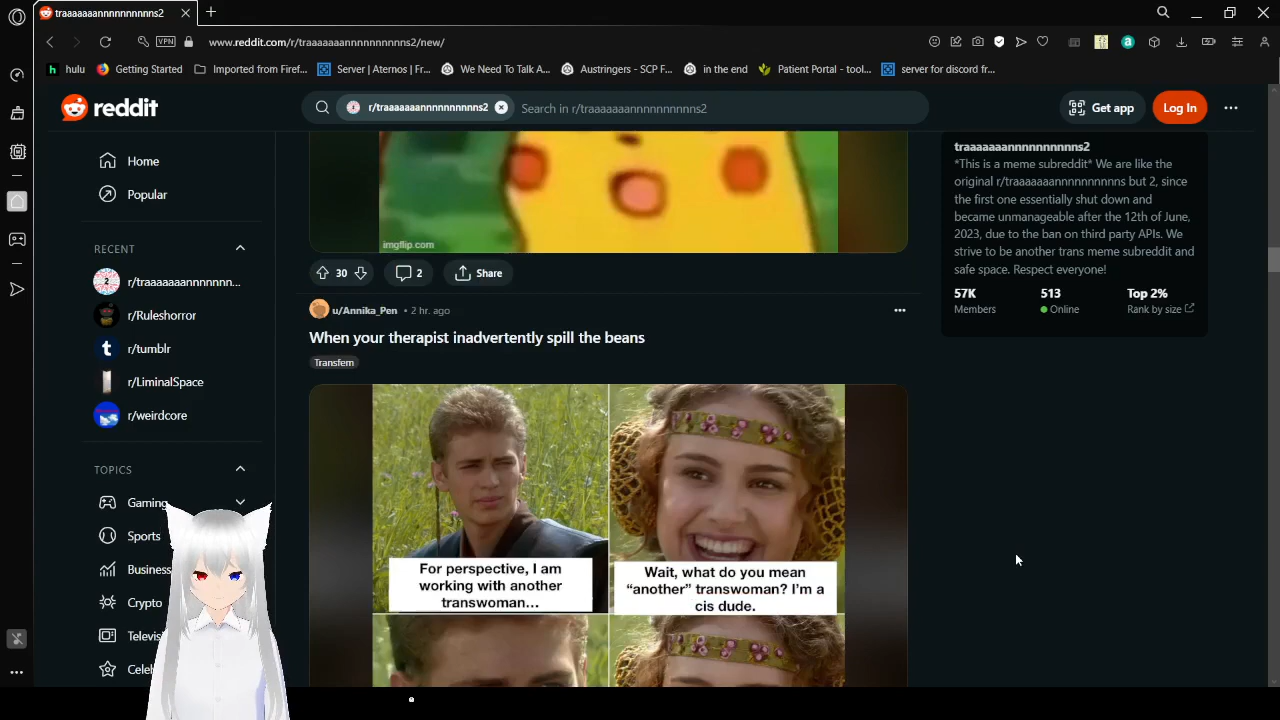 traaaaaaannnnnnnnnns2
VPN
www.reddit.com/r/traaaaaaannnnnnnnnns2/new/
hulu
Getting Started
Imported from Firef...
Server | Aternos | Fr...
We Need To Talk A...
Austringers - SCP F...
in the end
Patient Portal - tool...
server for discord fr...
reddit
r/traaaaaaannnnnnnnnns2
Search in r/traaaaaaannnnnnnnnns2
Get app
Log In
Home
Popular
RECENT
r/traaaaaaannnnnnn...
r/Ruleshorror
r/tumblr
r/LiminalSpace
r/weirdcore
TOPICS
Gaming
Sports
Business
Crypto
Televisi
Celeb
imgflip.com
30
2
Share
u/Annika_Pen • 2 hr. ago
When your therapist inadvertently spill the beans
Transfem
For perspective, I am
working with another
transwoman...
Wait, what do you mean
“another” transwoman? I’m a
cis dude.
traaaaaaannnnnnnnnns2
*This is a meme subreddit* We are like the
original r/traaaaaaannnnnnnnnns but 2, since
the first one essentially shut down and
became unmanageable after the 12th of June,
2023, due to the ban on third party APIs. We
strive to be another trans meme subreddit and
safe space. Respect everyone!
57K
Members
513
Online
Top 2%
Rank by size